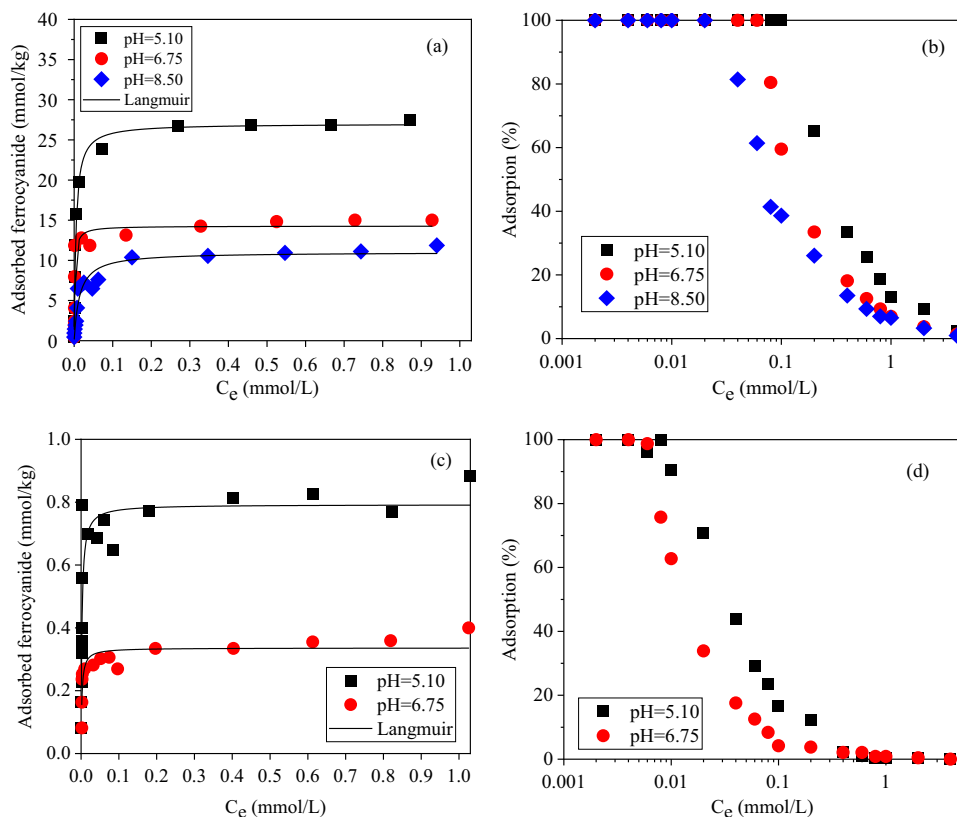 (a)
pH=5.10
pH=6.75
pH=8.50
Langmuir
Adsorbed ferrocyanide (mmol/kg)
40
35
30
25
20
15
10
5
0
0.0 0.1 0.2 0.3 0.4 0.5 0.6 0.7 0.8 0.9 1.0
Ce (mmol/L)
(b)
Adsorpion (%)
100
80
60
40
20
0
pH=5.10
pH=6.75
pH=8.50
0.001 0.01 0.1 1
Ce (mmol/L)
(c)
Adsorbed ferrocyanide (mmol/kg)
1.0
0.8
0.6
0.4
0.2
0.0
pH=5.10
pH=6.75
Langmuir
0.0 0.1 0.2 0.3 0.4 0.5 0.6 0.7 0.8 0.9 1.0
Ce (mmol/L)
(d)
Adsorption (%)
100
80
60
40
20
0
pH=5.10
pH=6.75
0.001 0.01 0.1 1
Ce (mmol/L)